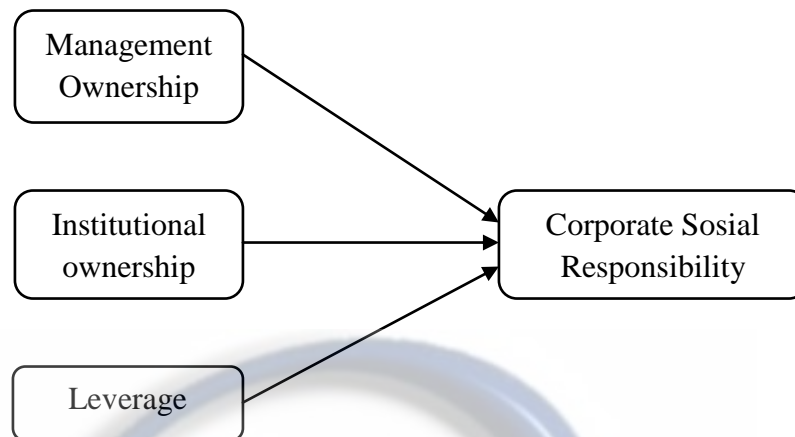 Management
Ownership
Institutional
ownership
Corporate Sosial
Responsibility
Leverage